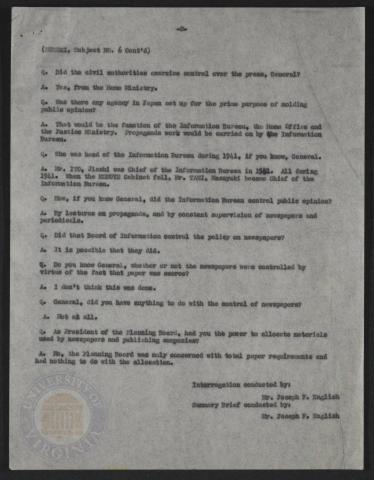 -2-
(SUZUKI, Subject No. 6 Cont'd)
Q. Did the civil authorities exercise control over the press, General?
A. Yes, from the Home Ministry.
Q. Was there any agency in Japan set up for the prime purpose of molding
public opinion?
A. That would be the function of the Information Bureau, the Home Office and
the Justice Ministry. Propaganda work would be carried on by the Information
Bureau.
Q. Who was head of the Information Bureau during 1941, if you know, General.
A. Mr. ITO, Jinshi was Chief of the Information Bureau in 1941. All during
1941. When the KONOYE Cabinet fell, Mr. TANI, Masayuki became Chief of the
Information Bureau.
Q. How, if you know General, did the Information Bureau control public opinion?
A. By lectures on propaganda, and by constant supervision of newspapers and
periodicals.
Q. Did that Board of Information control the policy on newspapers?
A. It is possible that they did.
Q. Do you know General, whether or not the newspapers were controlled by
virtue of the fact that paper was scarce?
A. I don't think this was done.
Q. General, did you have anything to do with the control of newspapers?
A. Not at all.
Q. As President of the Planning Board, had you the power to allocate materials
used by newspapers and publishing companies?
A. No, the Planning Board was only concerned with total paper requirements and
had nothing to do with the allocation.
Interrogation conducted by:
Mr. Joseph F. English
Summary Brief conducted by:
Mr. Joseph F. English
UNIVERSITY OF
VIRGINIA